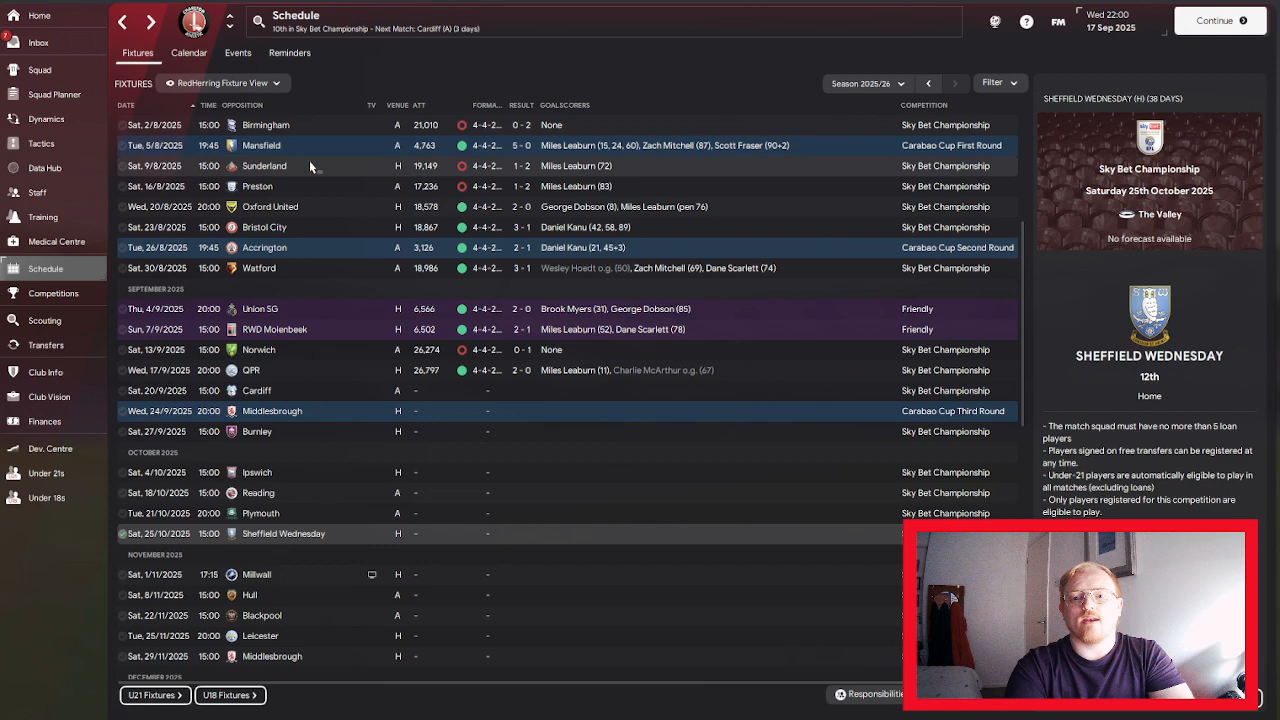 Home
7
Inbox
Squad
Squad Planner
Dynamics
Tactics
Data Hub
Staff
Training
Medical Centre
Schedule
Competitions
Scouting
Transfers
Club Info
Club Vision
Finances
Dev. Centre
Under 21s
Under 18s
Schedule
10th in Sky Bet Championship - Next Match: Cardiff (A) (3 days)
?
FM
Wed 22:00
17 Sep 2025
Continue
Fixtures
Calendar
Events
Reminders
FIXTURES
RedHerring Fixture View
Season 2025/26
Filter
DATE TIME OPPOSITION TV VENUE ATT FORMA... RESULT GOALSCORERS COMPETITION
Sat, 2/8/2025 15:00 Birmingham A 21,010 4-4-2... 0 - 2 None Sky Bet Championship
Tue, 5/8/2025 19:45 Mansfield A 4,763 4-4-2... 5 - 0 Miles Leaburn (15, 24, 30), Zach Mitchell (87), Scott Fraser (90+2) Carabao Cup First Round
Sat, 9/8/2025 15:00 Sunderland H 19,149 4-4-2... 1 - 2 Miles Leaburn (72) Sky Bet Championship
Sat, 16/8/2025 15:00 Preston A 17,236 4-4-2... 1 - 2 Miles Leaburn (83) Sky Bet Championship
Wed, 20/8/2025 20:00 Oxford United H 19,378 4-4-2... 2 - 0 George Dobson (8), Miles Leaburn (pen 76) Sky Bet Championship
Sat, 23/8/2025 15:00 Bristol City H 18,867 4-4-2... 3 - 1 Daniel Kanu (42, 58, 89) Sky Bet Championship
Tue, 26/8/2025 19:45 Accrington A 3,126 4-4-2... 2 - 1 Daniel Kanu (21, 45+3) Carabao Cup Second Round
Sat, 30/8/2025 15:00 Watford A 18,986 4-4-2... 3 - 1 Wesley Hoedt o.g. (50), Zach Mitchell (69), Dane Scarlett (74) Sky Bet Championship
SEPTEMBER 2025
Thu, 4/9/2025 20:00 Union SG H 6,566 4-4-2... 2 - 0 Brook Myers (31), George Dobson (85) Friendly
Sun, 7/9/2025 15:00 RWD Molenbeek H 6,502 4-4-2... 2 - 1 Miles Leaburn (52), Dane Scarlett (78) Friendly
Sat, 13/9/2025 15:00 Norwich A 26,274 4-4-2... 0 - 1 None Sky Bet Championship
Wed, 17/9/2025 20:00 QPR H 26,797 4-4-2... 2 - 0 Miles Leaburn (11), Charlie McArthur o.g. (67) Sky Bet Championship
Sat, 20/9/2025 15:00 Cardiff A - - Sky Bet Championship
Wed, 24/9/2025 20:00 Middlesbrough H - - Carabao Cup Third Round
Sat, 27/9/2025 15:00 Burnley H - - Sky Bet Championship
OCTOBER 2025
Sat, 4/10/2025 15:00 Ipswich H - - Sky Bet Championship
Sat, 18/10/2025 15:00 Reading A - - Sky Bet Championship
Tue, 21/10/2025 20:00 Plymouth A - - Sky Bet Championship
Sat, 25/10/2025 15:00 Sheffield Wednesday H - -
NOVEMBER 2025
Sat, 1/11/2025 17:15 Millwall H - -
Sat, 8/11/2025 15:00 Hull A - -
Sat, 22/11/2025 15:00 Blackpool A - -
Tue, 25/11/2025 20:00 Leicester H - -
Sat, 29/11/2025 15:00 Middlesbrough H - -
DECEMBER 2025
U21 Fixtures
U18 Fixtures
SHEFFIELD WEDNESDAY (H) (38 DAYS)
sky bet
EFL
Sky Bet Championship
Saturday 25th October 2025
The Valley
No forecast available
S W
SHEFFIELD WEDNESDAY
12th
Home
- The match squad must have no more than 5 loan
players
- Players signed on free transfers can be registered at
any time.
- Under-21 players are automatically eligible to play in
all matches (excluding loans)
- Only players registered for this competition are
eligible to play.